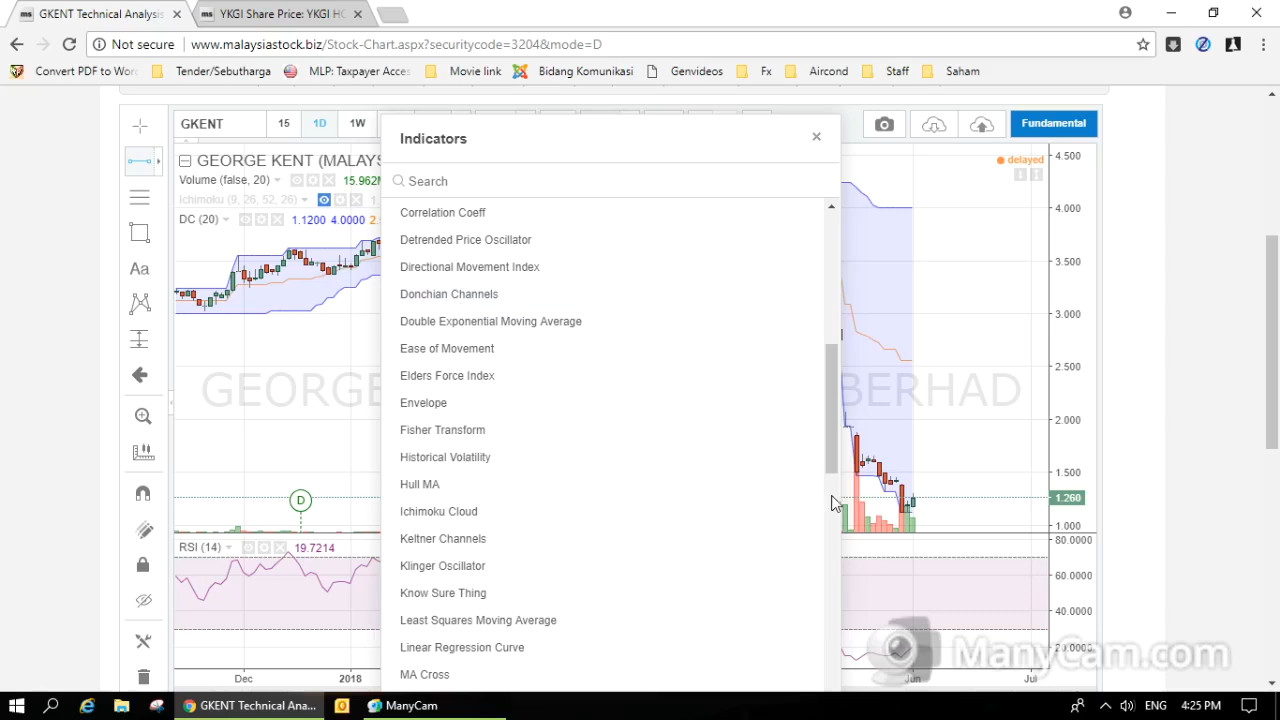 GKENT Technical Analysis
YKGI Share Price: YKGI HO
Not secure
www.malaysiastock.biz/Stock-Chart.aspx?securitycode=3204&mode=D
Convert PDF to Word
Tender/Sebutharga
MLP: Taxpayer Acces
Movie link
Bidang Komunikasi
Genvideos
Fx
Aircond
Staff
Saham
GKENT
15
1D
1W
Fundamental
Indicators
GEORGE KENT (MALAYS
delayed
Volume (false, 20)
15.962M
Search
Ichimoku (9, 26, 52, 26)
DC (20)
1.1200 4.0000 2.
Correlation Coeff
Detrended Price Oscillator
Directional Movement Index
Donchian Channels
Double Exponential Moving Average
Ease of Movement
Elders Force Index
Envelope
Fisher Transform
Historical Volatility
Hull MA
Ichimoku Cloud
Keltner Channels
Klinger Oscillator
Know Sure Thing
Least Squares Moving Average
Linear Regression Curve
MA Cross
4.500
4.000
3.500
3.000
2.500
2.000
1.500
1.260
1.000
GEORGE
BERHAD
Aa
D
RSI (14)
19.7214
80.0000
60.0000
40.0000
20.0000
Dec
2018
Jun
Jul
ManyCam.com
GKENT Technical Ana...
ManyCam
ENG
4:25 PM